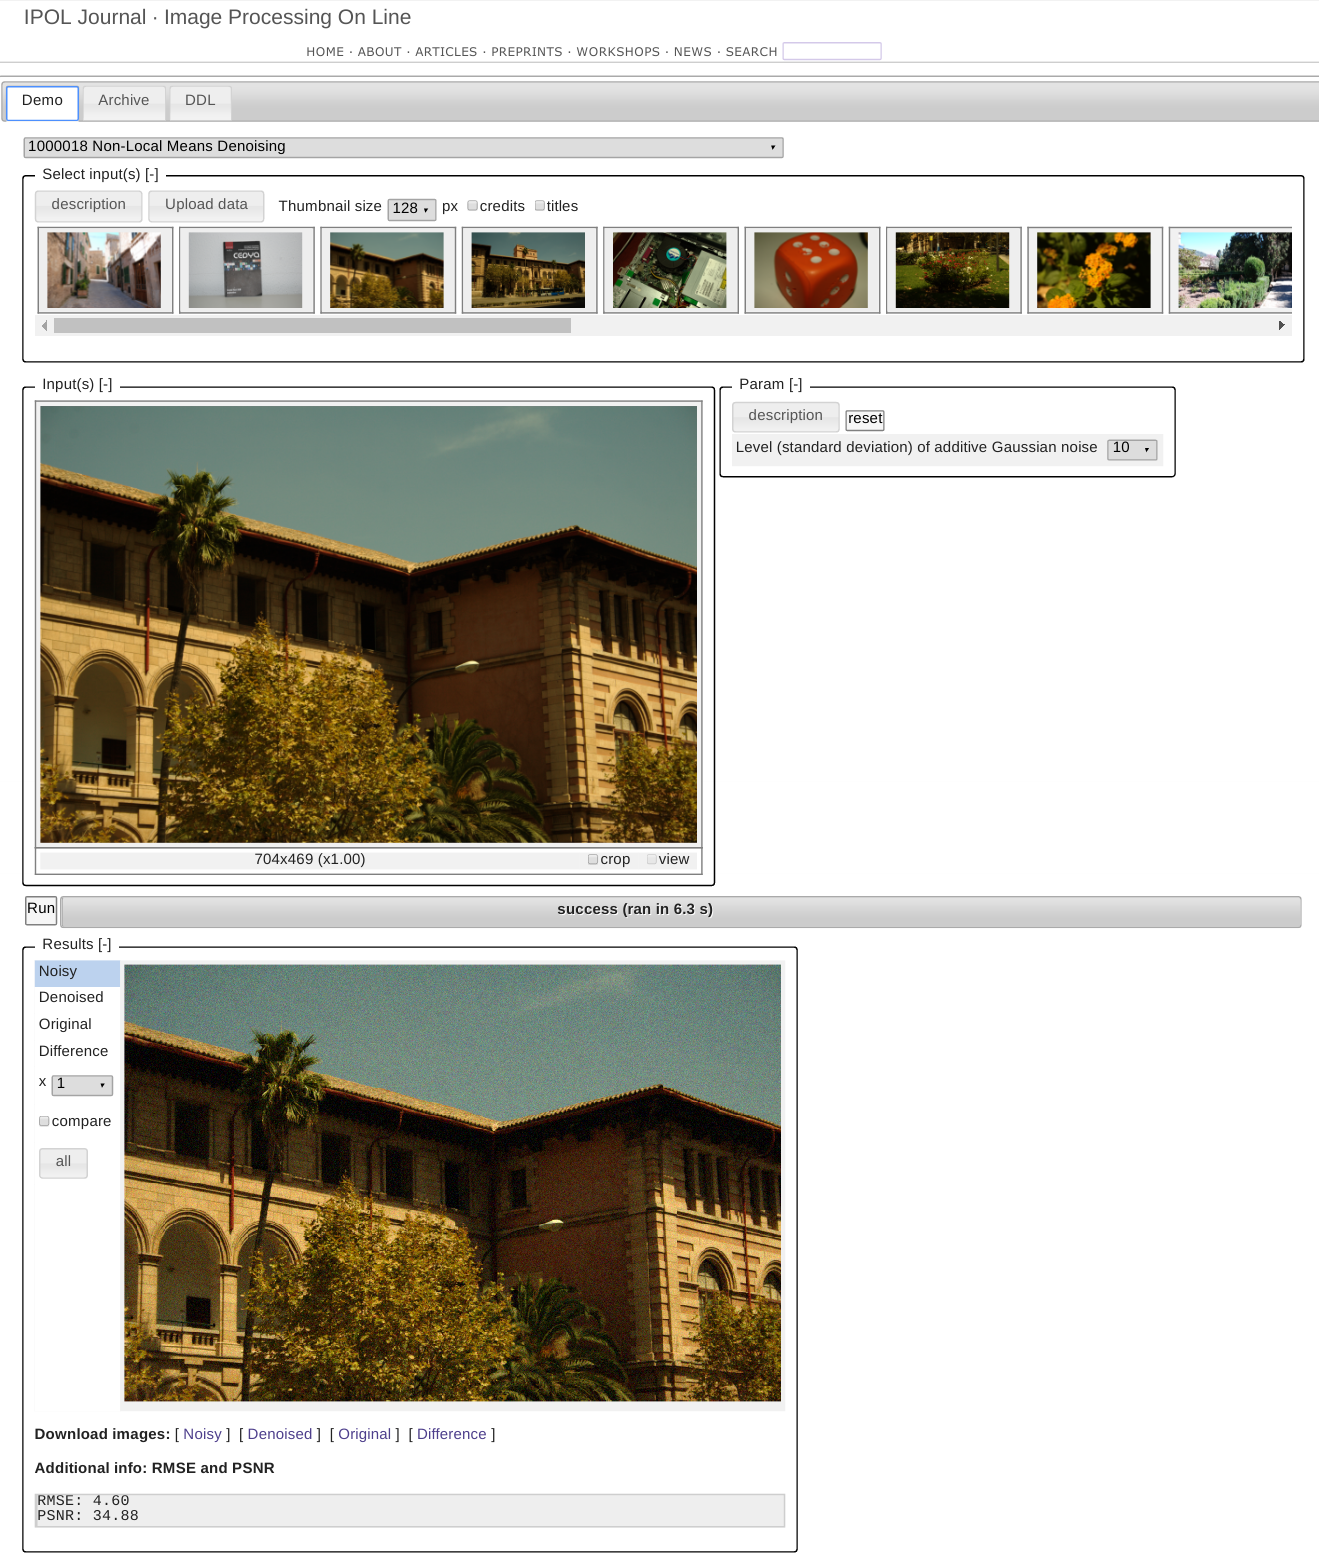 IPOL Journal · Image Processing On Line
HOME · ABOUT · ARTICLES · PREPRINTS · WORKSHOPS · NEWS · SEARCH
Demo Archive DDL
1000018 Non-Local Means Denoising
Select input(s) [-]
description Upload data Thumbnail size 128 px credits titles
Input(s) [-]
Param [-]
description reset
Level (standard deviation) of additive Gaussian noise 10
704x469 (x1.00) crop view
Run success (ran in 6.3 s)
Results [-]
Noisy
Denoised
Original
Difference
x 1
compare
all
Download images: [ Noisy ] [ Denoised ] [ Original ] [ Difference ]
Additional info: RMSE and PSNR
RMSE: 4.60
PSNR: 34.88